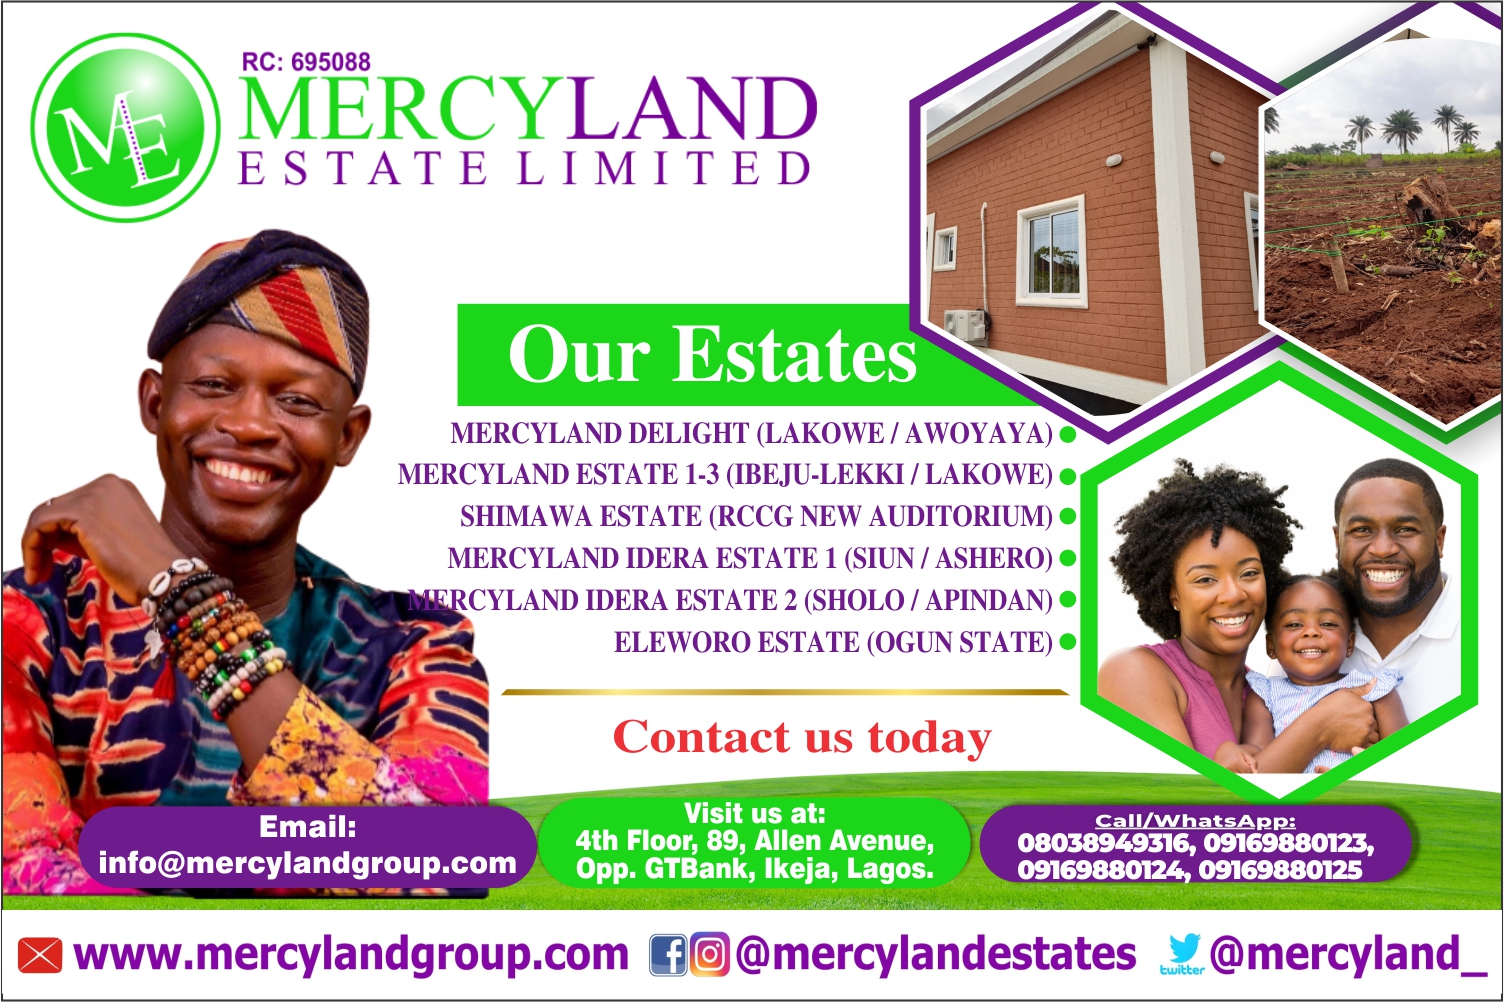 RC: 695088
MERCYLAND
ESTATE LIMITED
MLE
Our Estates
MERCYLAND DELIGHT (LAKOWE / AWOYAYA)
MERCYLAND ESTATE 1-3 (IBEJU-LEKKI / LAKOWE)
SHIMAWA ESTATE (RCCG NEW AUDITORIUM)
MERCYLAND IDERA ESTATE 1 (SIUN / ASHERO)
MERCYLAND IDERA ESTATE 2 (SHOLO / APINDAN)
ELEWORO ESTATE (OGUN STATE)
Contact us today
Email:
info@mercylandgroup.com
Visit us at:
4th Floor, 89, Allen Avenue,
Opp. GTBank, Ikeja, Lagos.
Call/WhatsApp:
08038949316, 09169880123,
09169880124, 09169880125
www.mercylandgroup.com
@mercylandestates
twitter
@mercyland_